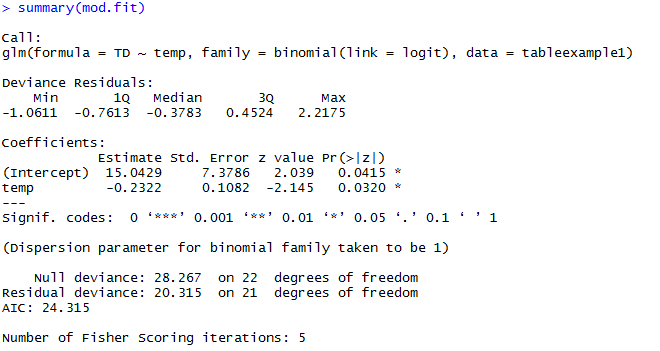 > summary(mod.fit)
Call:
glm(formula = TD ~ temp, family = binomial(link = logit), data = tableexample1)
Deviance Residuals:
    Min       1Q   Median       3Q      Max
-1.0611  -0.7613  -0.3783   0.4524   2.2175
Coefficients:
            Estimate Std. Error z value Pr(>|z|)
(Intercept)  15.0429     7.3786   2.039   0.0415 *
temp         -0.2322     0.1082  -2.145   0.0320 *
---
Signif. codes:  0 ‘***’ 0.001 ‘**’ 0.01 ‘*’ 0.05 ‘.’ 0.1 ‘ ’ 1
(Dispersion parameter for binomial family taken to be 1)
    Null deviance: 28.267  on 22  degrees of freedom
Residual deviance: 20.315  on 21  degrees of freedom
AIC: 24.315
Number of Fisher Scoring iterations: 5